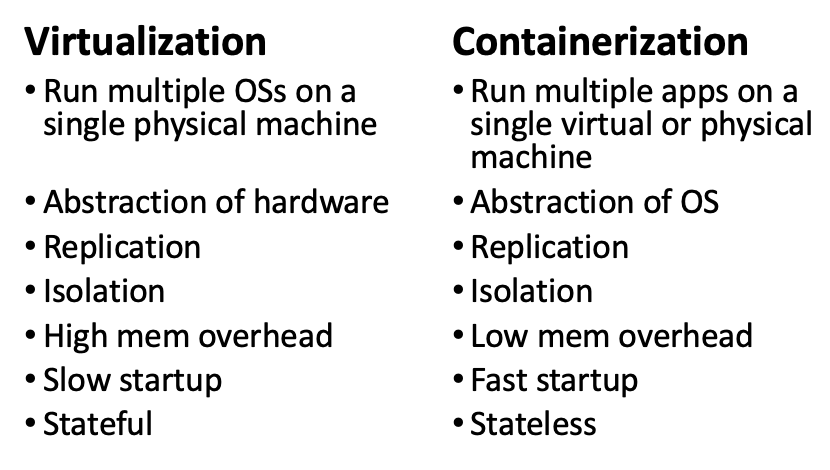 Virtualization
• Run multiple OSs on a
single physical machine
• Abstraction of hardware
• Replication
• Isolation
• High mem overhead
• Slow startup
• Stateful
Containerization
• Run multiple apps on a
single virtual or physical
machine
• Abstraction of OS
• Replication
• Isolation
• Low mem overhead
• Fast startup
• Stateless